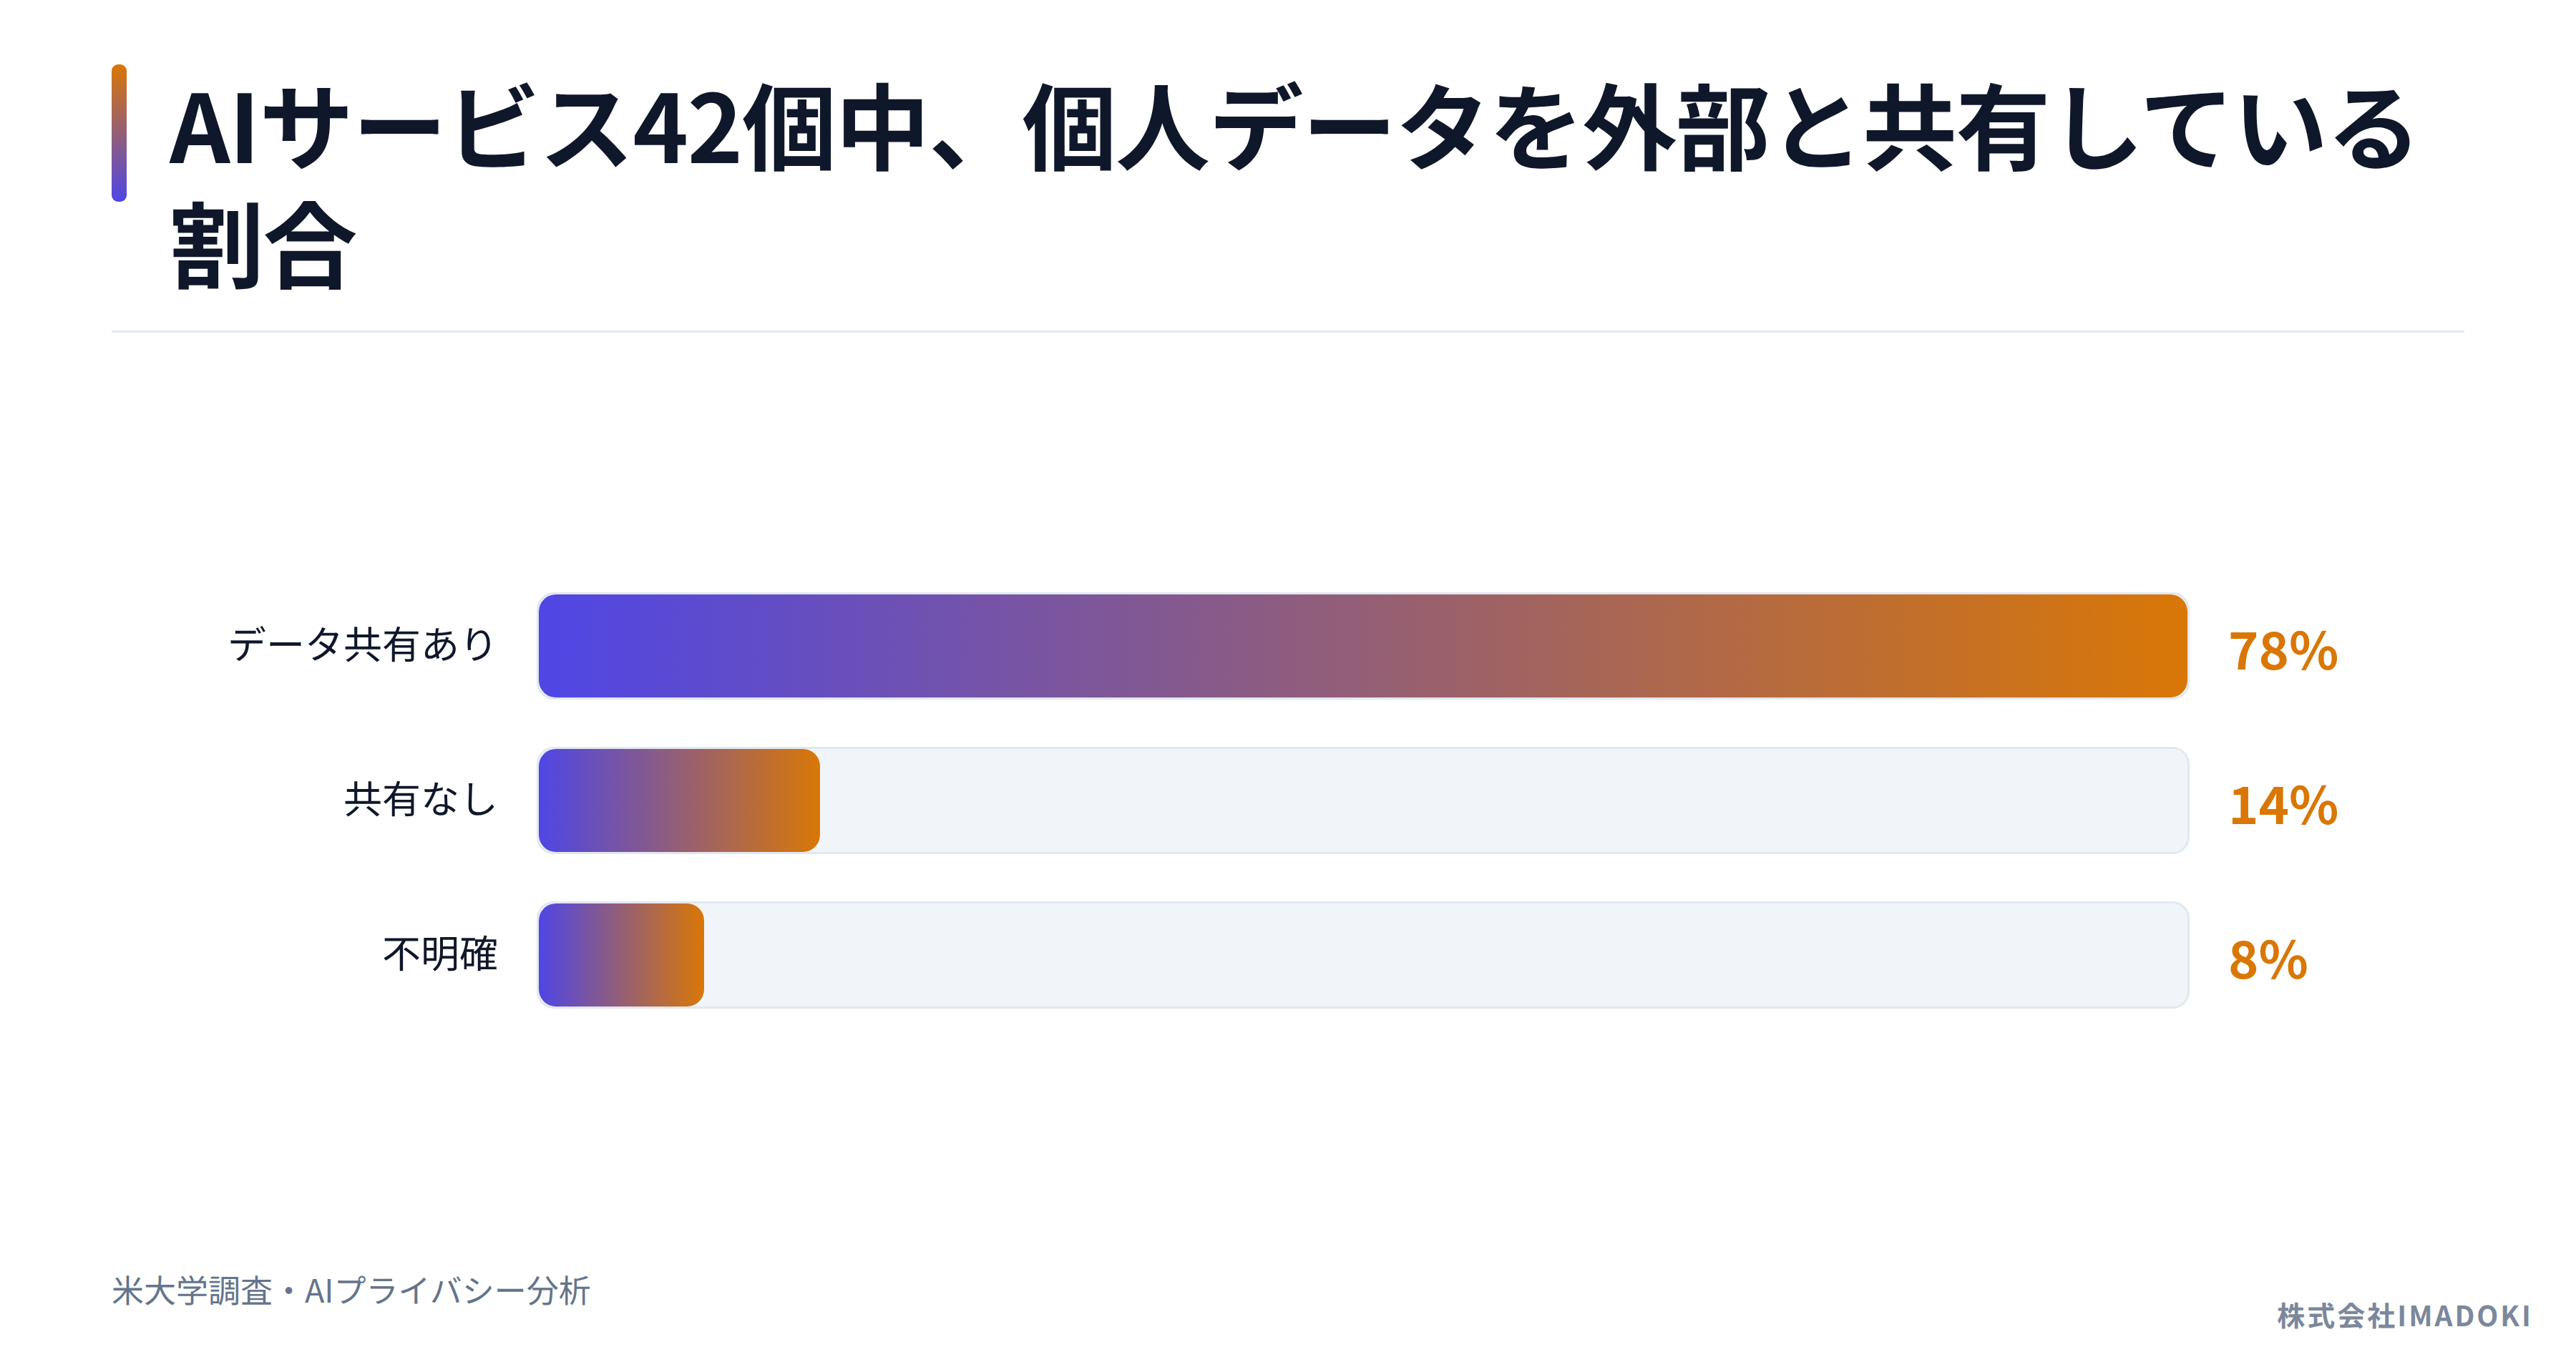 AIサービス42個中、個人データを外部と共有している
割合
データ共有あり
78%
共有なし
14%
不明確
8%
米大学調査・AIプライバシー分析
株式会社IMADOKI